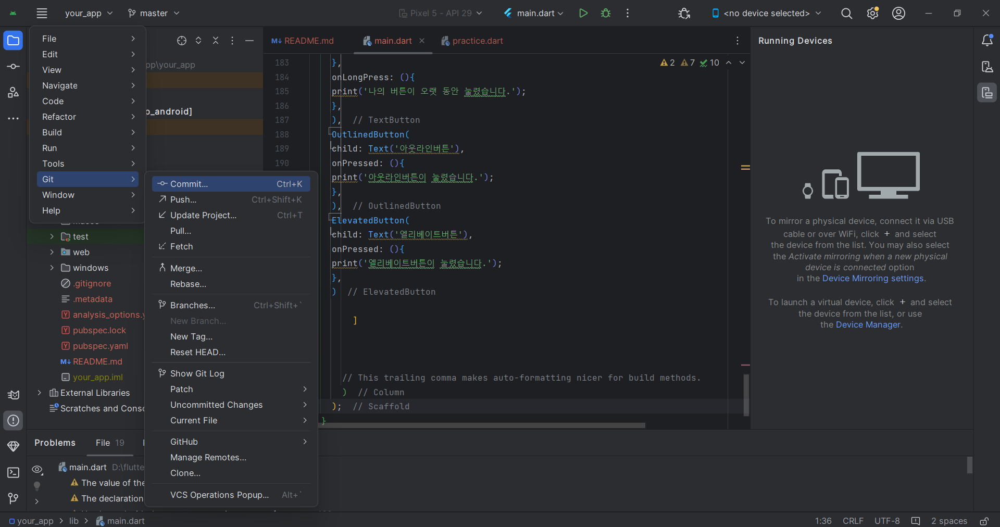 your_app
master
Pixel 5 - API 29
main.dart
<no device selected>
File
Edit
View
Navigate
Code
Refactor
Build
Run
Tools
Git
Window
Help
pp\your_app
o_android]
test
web
windows
.gitignore
.metadata
analysis_options.y
pubspec.lock
pubspec.yaml
README.md
your_app.iml
External Libraries
Scratches and Conso
Commit... Ctrl+K
Push... Ctrl+Shift+K
Update Project... Ctrl+T
Pull...
Fetch
Merge...
Rebase...
Branches... Ctrl+Shift+`
New Branch...
New Tag...
Reset HEAD...
Show Git Log
Patch
Uncommitted Changes
Current File
GitHub
Manage Remotes...
Clone...
VCS Operations Popup... Alt+`
README.md
main.dart
practice.dart
2 7 10
183 },
184 onLongPress: (){
185 print('나의 버튼이 오랫 동안 눌렸습니다.');
186 },
187 ), // TextButton
188 OutlinedButton(
189 child: Text('아웃라인버튼'),
190 onPressed: (){
print('아웃라인버튼이 눌렸습니다.');
},
), // OutlinedButton
ElevatedButton(
child: Text('엘리베이트버튼'),
onPressed: (){
print('엘리베이트버튼이 눌렸습니다.');
},
) // ElevatedButton
]
// This trailing comma makes auto-formatting nicer for build methods.
) // Column
); // Scaffold
}
Running Devices
To mirror a physical device, connect it via USB
cable or over WiFi, click + and select
the device from the list. You may also select
the Activate mirroring when a new physical
device is connected option
in the Device Mirroring settings.
To launch a virtual device, click + and select
the device from the list, or use
the Device Manager.
Problems
File 19
main.dart D:\flutte
The value of the
The declaration
your_app > lib > main.dart
1:36 CRLF UTF-8 2 spaces